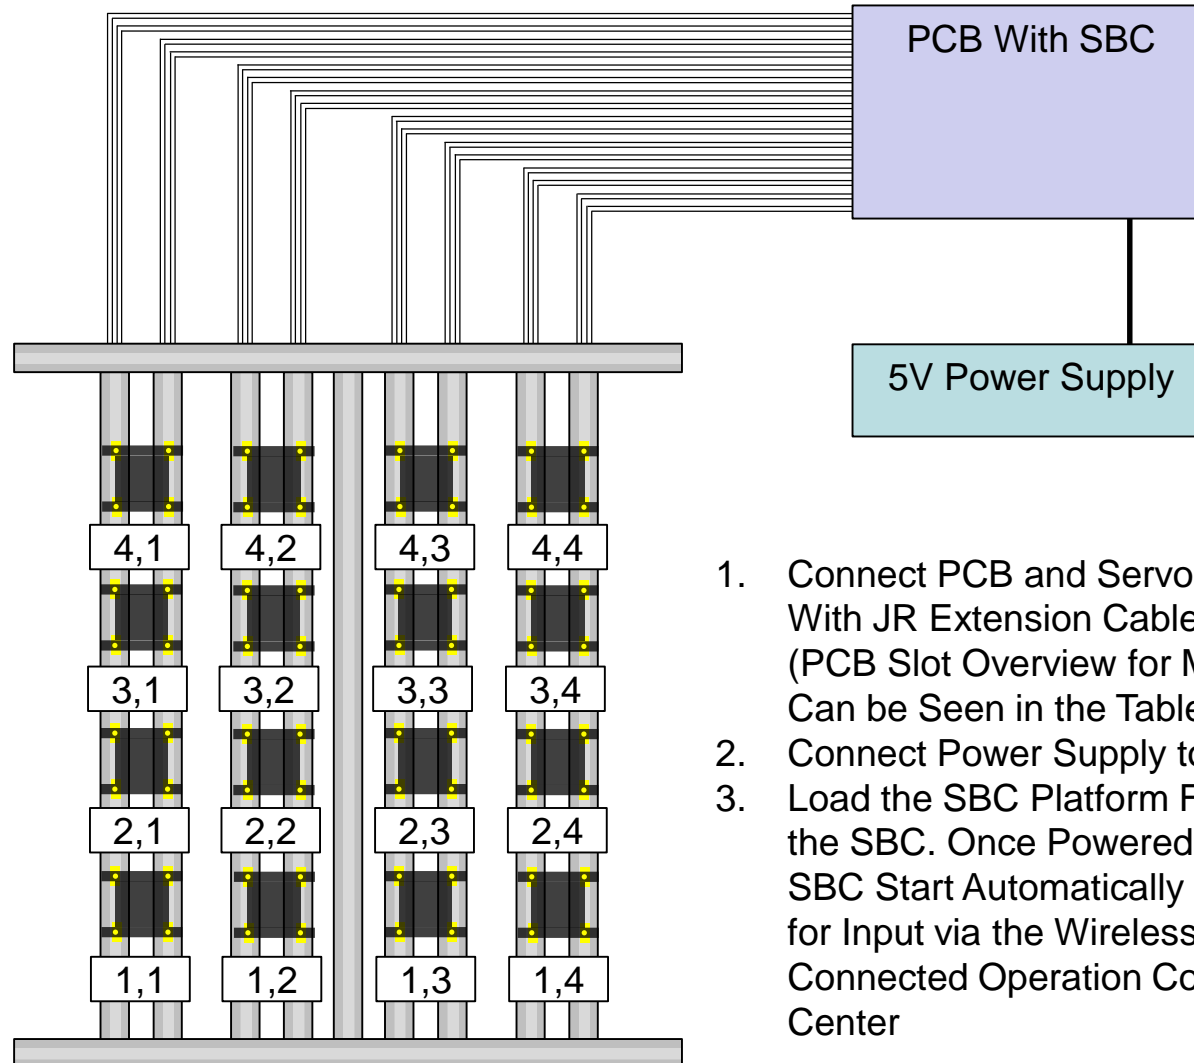 PCB With SBC
5V Power Supply
4,1 4,2 4,3 4,4
3,1 3,2 3,3 3,4
2,1 2,2 2,3 2,4
1,1 1,2 1,3 1,4
1. Connect PCB and Servo
With JR Extension Cable
(PCB Slot Overview for M
Can be Seen in the Table
2. Connect Power Supply to
3. Load the SBC Platform F
the SBC. Once Powered
SBC Start Automatically
for Input via the Wireless
Connected Operation Co
Center